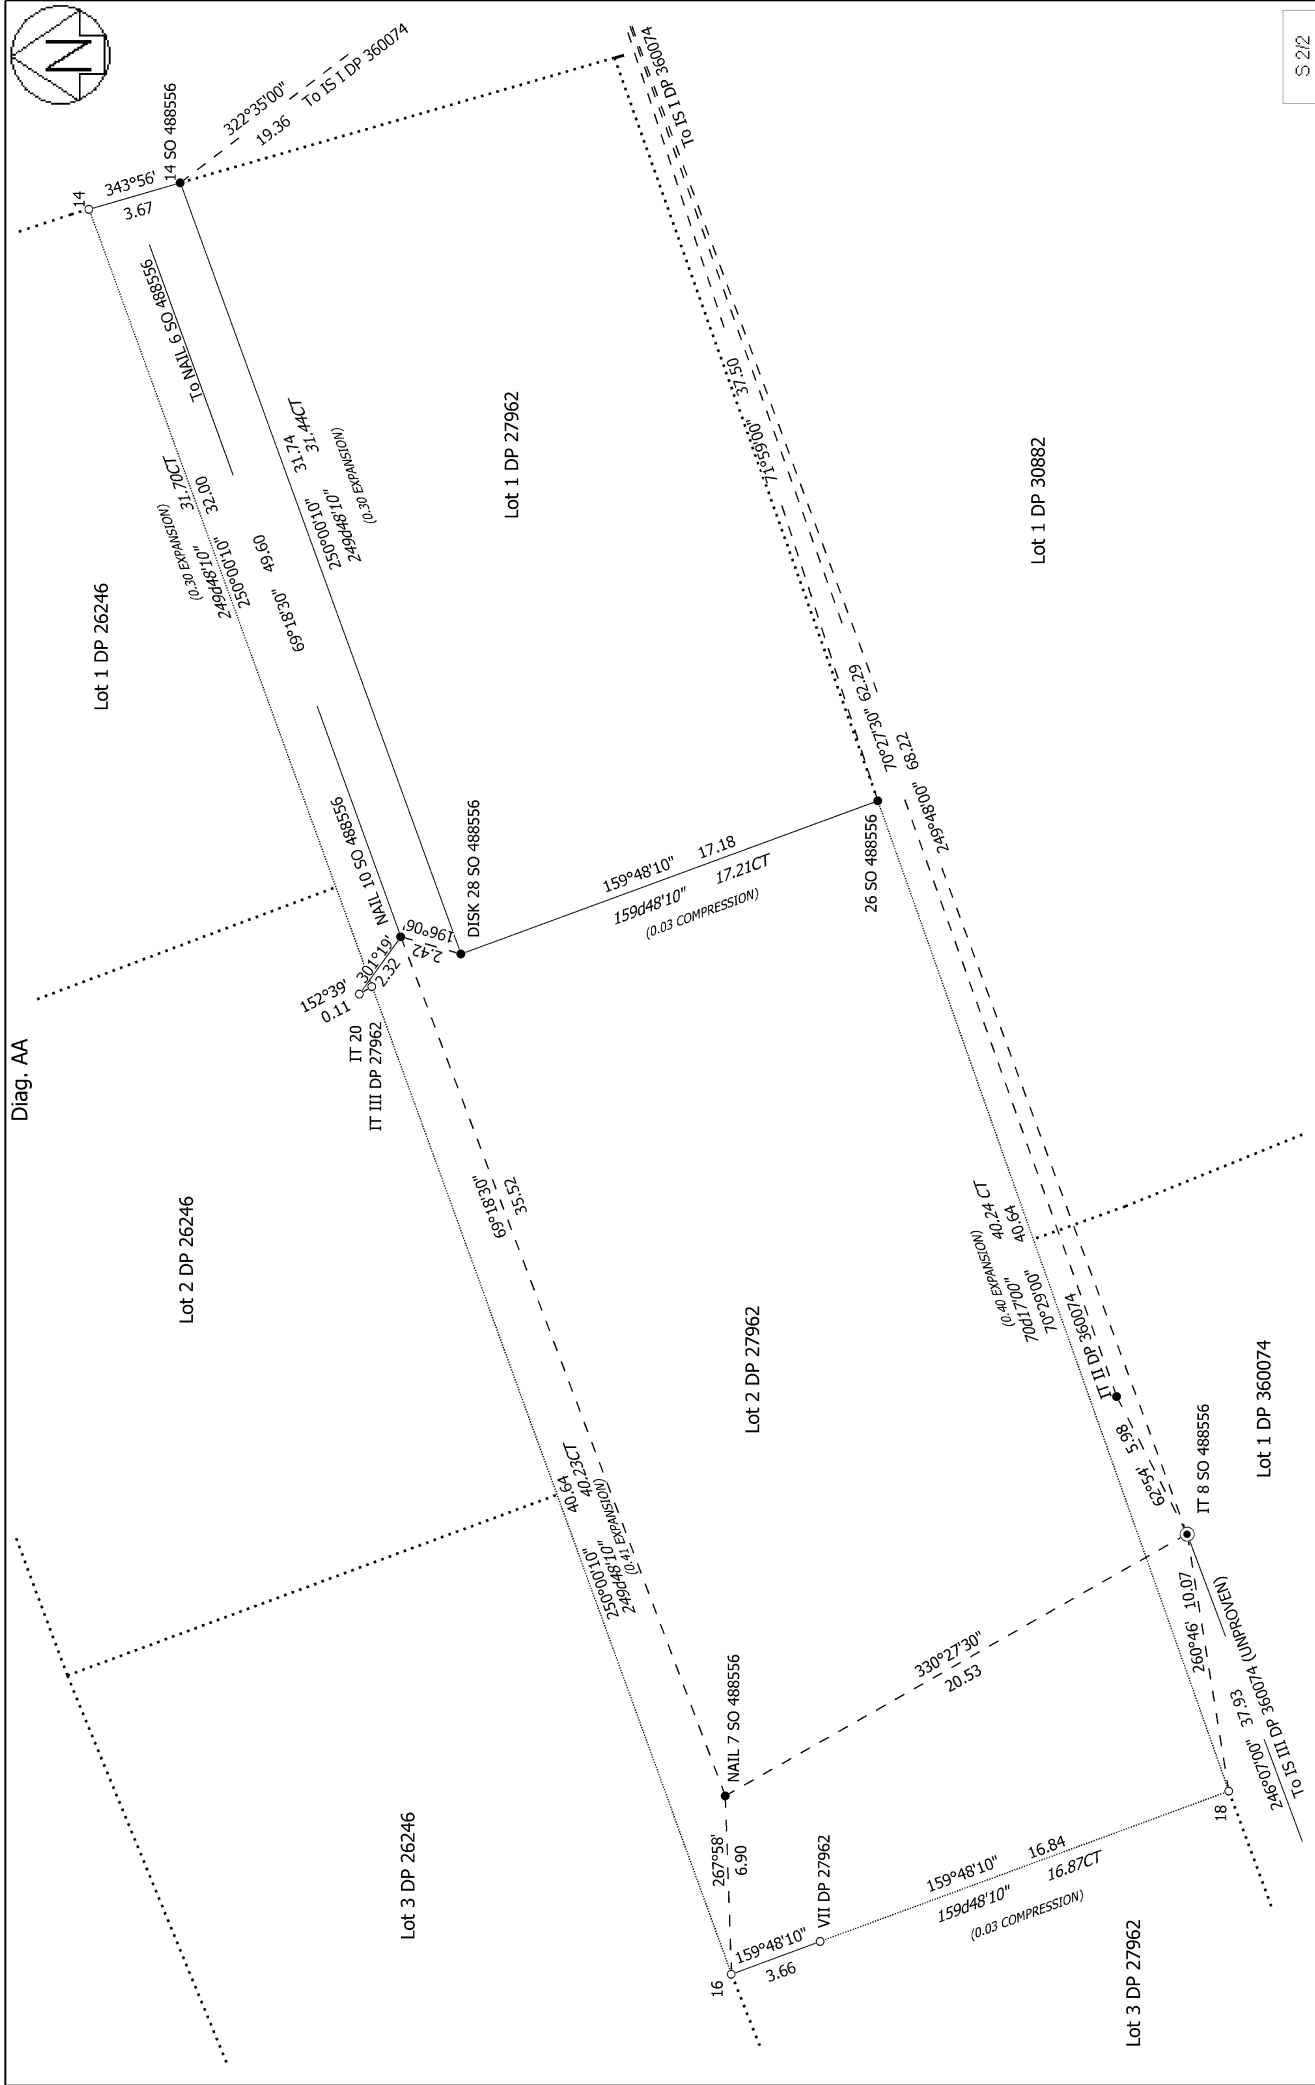 Diag. AA
N
S 2/2
14
343°56'
3.67
14 SO 488556
322°35'00"
19.36
To IS I DP 360074
To NAIL 6 SO 488556
(0.30 EXPANSION)
249d48'10" 31.70CT
250°00'10" 32.00
69°18'30" 49.60
250°00'10" 31.74
249d48'10" 31.44CT
(0.30 EXPANSION)
Lot 1 DP 26246
Lot 1 DP 27962
To IS I DP 360074
71°59'00" 37.50
Lot 1 DP 30882
NAIL 10 SO 488556
152°39'
0.11
301°19'
2.32
196°06'
2.42
IT 20
IT III DP 27962
DISK 28 SO 488556
159°48'10" 17.18
159d48'10" 17.21CT
(0.03 COMPRESSION)
26 SO 488556
70°27'30" 62.29
249°48'00" 68.22
Lot 2 DP 26246
69°18'30"
35.52
Lot 2 DP 27962
(0.40 EXPANSION)
70d17'00" 40.24 CT
70°29'00" 40.64
250°00'10" 40.64
249d48'10" 40.23CT
(0.41 EXPANSION)
IT II DP 360074
62°54' 5.98
IT 8 SO 488556
Lot 1 DP 360074
Lot 3 DP 26246
NAIL 7 SO 488556
330°27'30"
20.53
260°46' 10.07
246°07'00" 37.93
To IS III DP 360074 (UNPROVEN)
267°58'
6.90
16
159°48'10"
3.66
VII DP 27962
159°48'10" 16.84
159d48'10" 16.87CT
(0.03 COMPRESSION)
18
Lot 3 DP 27962